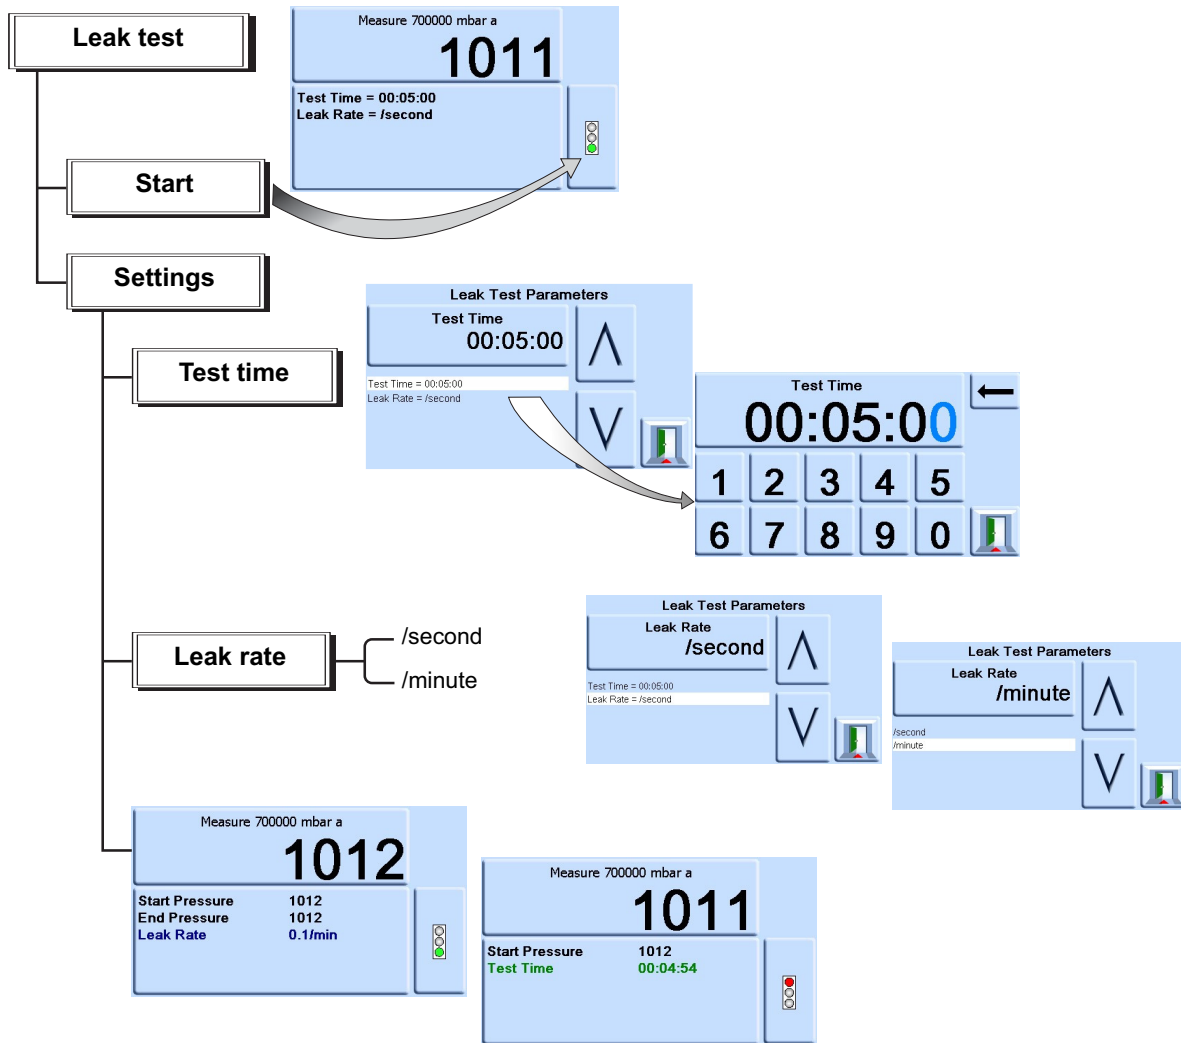 Leak test
Measure 700000 mbar a
1011
Test Time = 00:05:00
Leak Rate = /second
Start
Settings
Leak Test Parameters
Test Time
00:05:00
Test Time = 00:05:00
Leak Rate = /second
Test time
Test Time
00:05:00
1 2 3 4 5
6 7 8 9 0
Leak rate
/second
/minute
Leak Test Parameters
Leak Rate
/second
Test Time = 00:05:00
Leak Rate = /second
Leak Test Parameters
Leak Rate
/minute
/second
/minute
Measure 700000 mbar a
1012
Start Pressure 1012
End Pressure 1012
Leak Rate 0.1/min
Measure 700000 mbar a
1011
Start Pressure 1012
Test Time 00:04:54